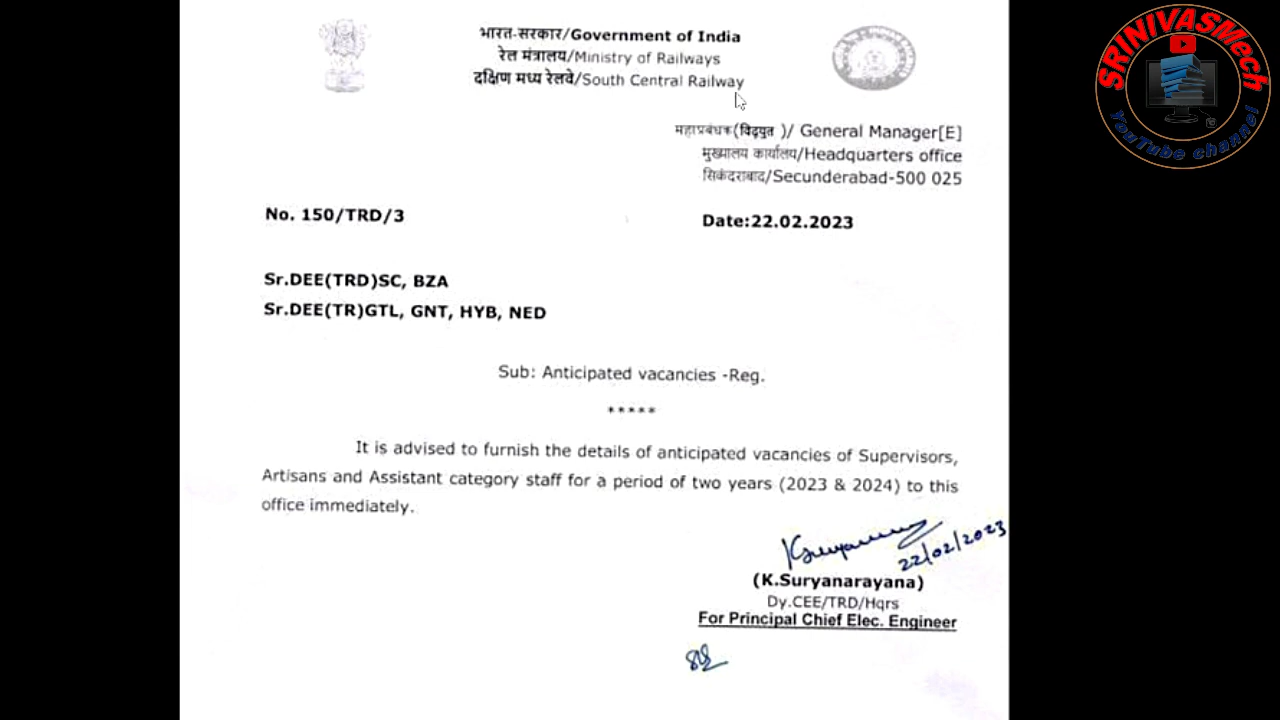 भारत-सरकार/Government of India
रेल मंत्रालय/Ministry of Railways
दक्षिण मध्य रेलवे/South Central Railway
महाप्रबंधक(विद्युत )/ General Manager[E]
मुख्यालय कार्यालय/Headquarters office
सिकंदराबाद/Secunderabad-500 025
No. 150/TRD/3
Date:22.02.2023
Sr.DEE(TRD)SC, BZA
Sr.DEE(TR)GTL, GNT, HYB, NED
Sub: Anticipated vacancies -Reg.
*****
It is advised to furnish the details of anticipated vacancies of Supervisors,
Artisans and Assistant category staff for a period of two years (2023 & 2024) to this
office immediately.
22/02/2023
(K.Suryanarayana)
Dy.CEE/TRD/Hqrs
For Principal Chief Elec. Engineer
SRINIVASMech
YouTube channel